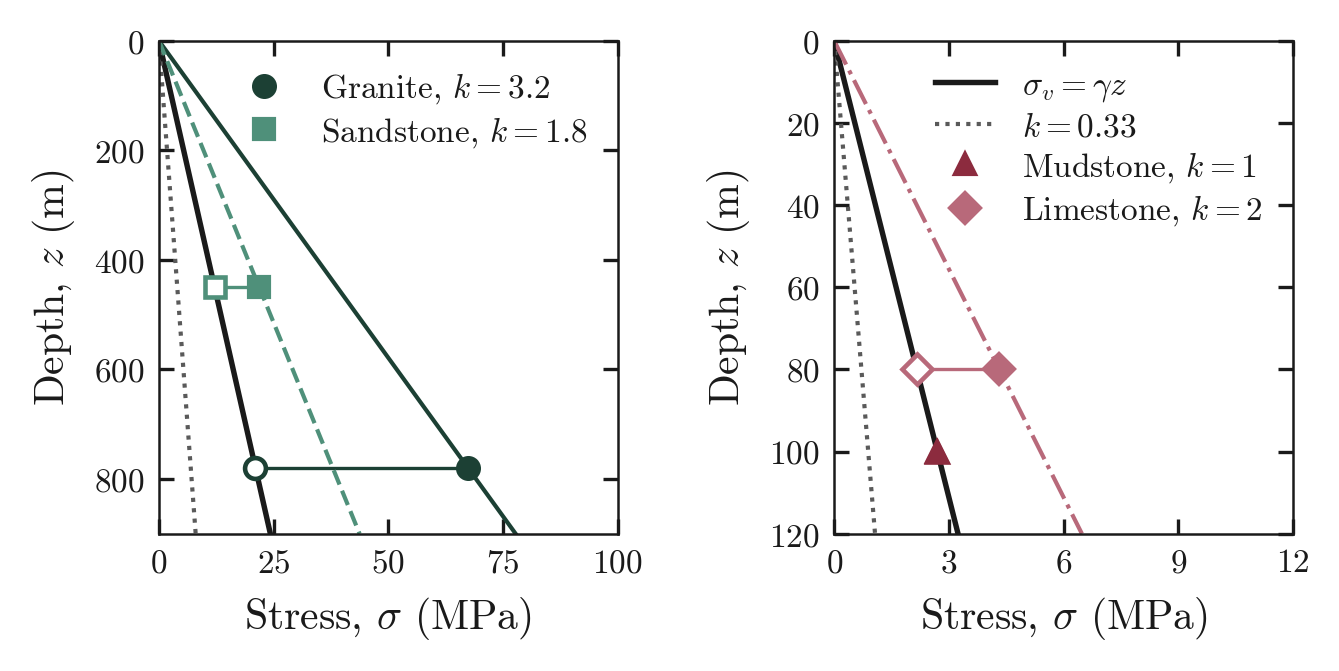 0
200
400
600
800
Depth, z (m)
0 25 50 75 100
Stress, σ (MPa)
Granite, k = 3.2
Sandstone, k = 1.8
0
20
40
60
80
100
120
Depth, z (m)
0 3 6 9 12
Stress, σ (MPa)
σᵥ = γz
k = 0.33
Mudstone, k = 1
Limestone, k = 2